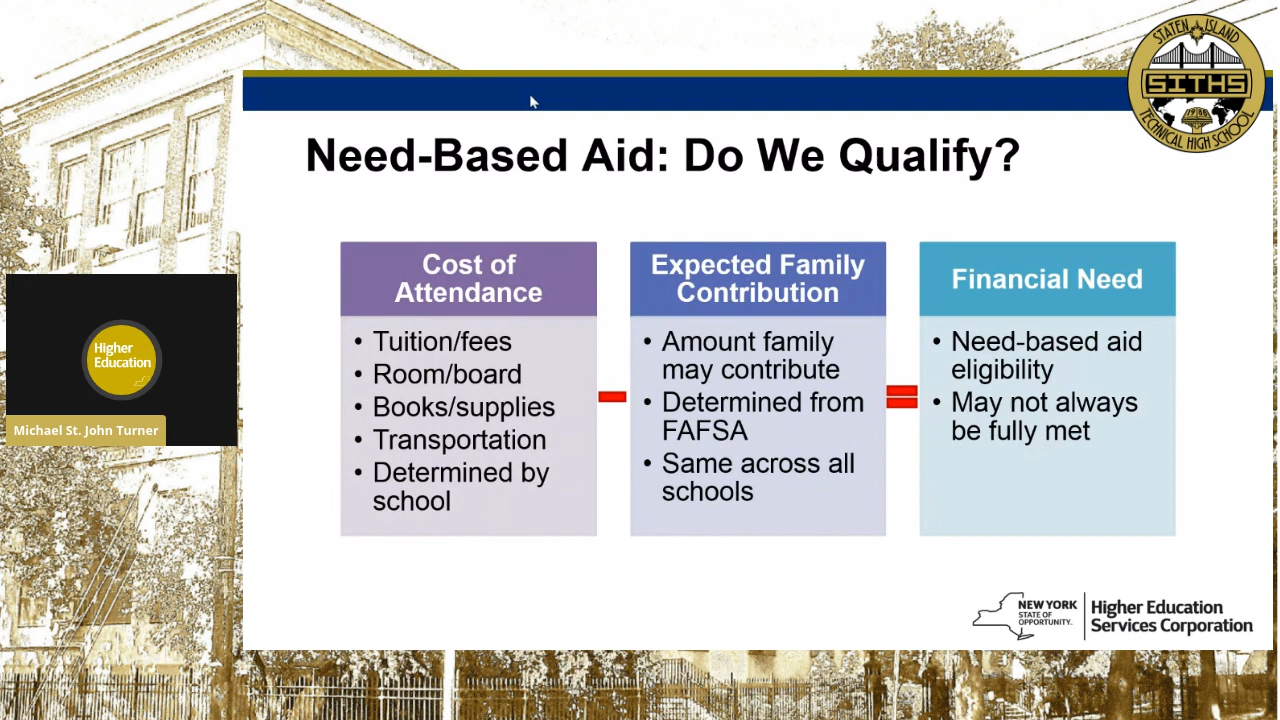 STATEN ISLAND
SITHS
TECHNICAL HIGH SCHOOL
Need-Based Aid: Do We Qualify?
Cost of
Attendance
• Tuition/fees
• Room/board
• Books/supplies
• Transportation
• Determined by
school
Expected Family
Contribution
• Amount family
may contribute
• Determined from
FAFSA
• Same across all
schools
Financial Need
• Need-based aid
eligibility
• May not always
be fully met
Higher
Education
Michael St. John Turner
NEW YORK
STATE OF
OPPORTUNITY.
Higher Education
Services Corporation